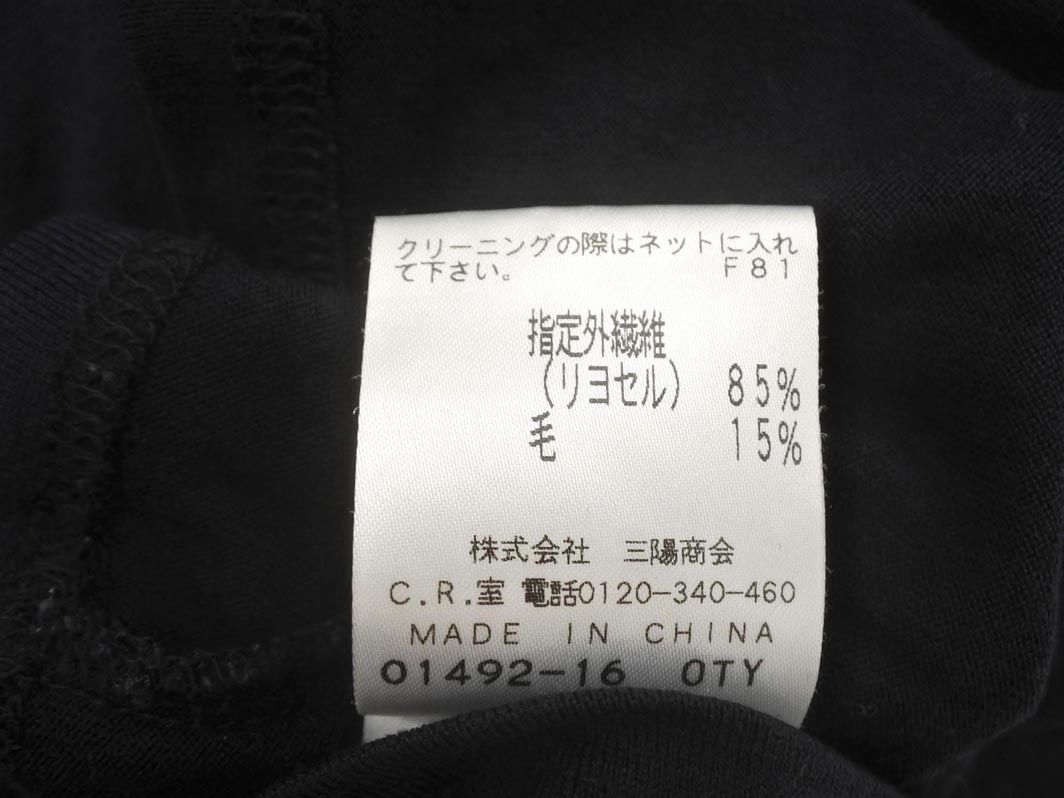 クリーニングの際はネットに入れ
て下さい。 F81
指定外繊維
(リヨセル) 85%
毛 15%
株式会社 三陽商会
C.R.室 電話0120-340-460
MADE IN CHINA
01492-16 0TY